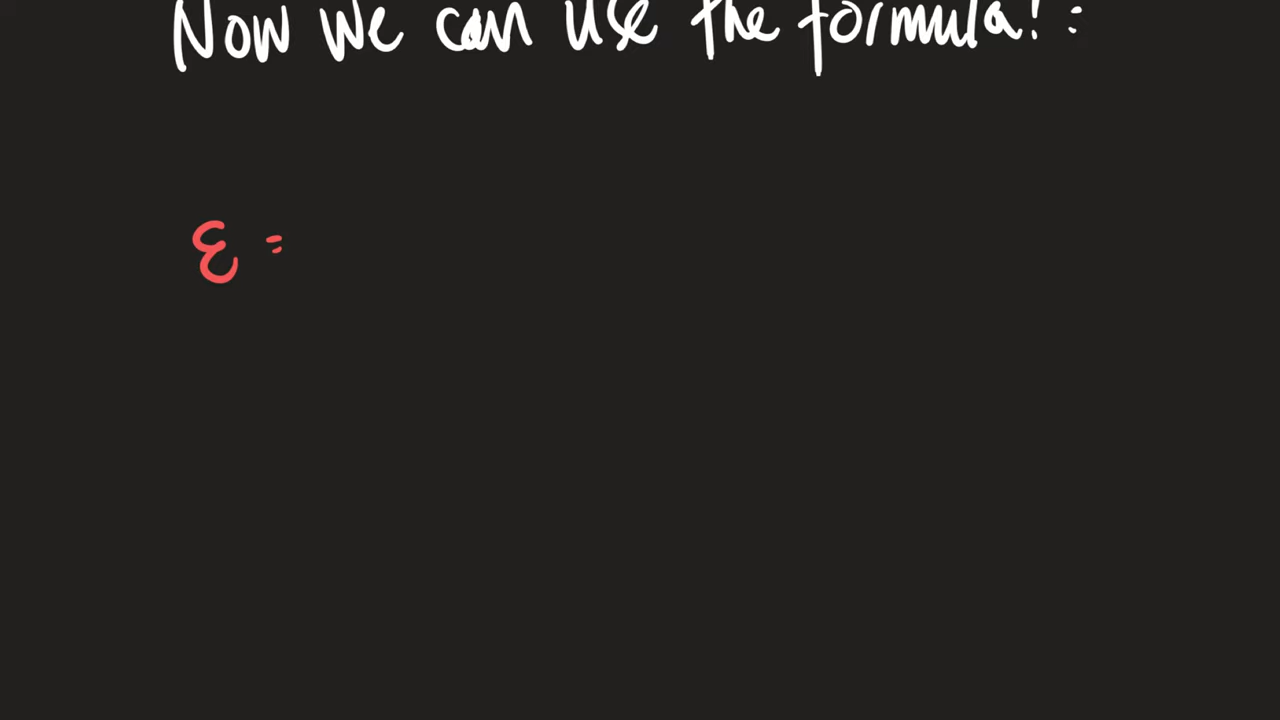 Now we can use the formula! :
ε =